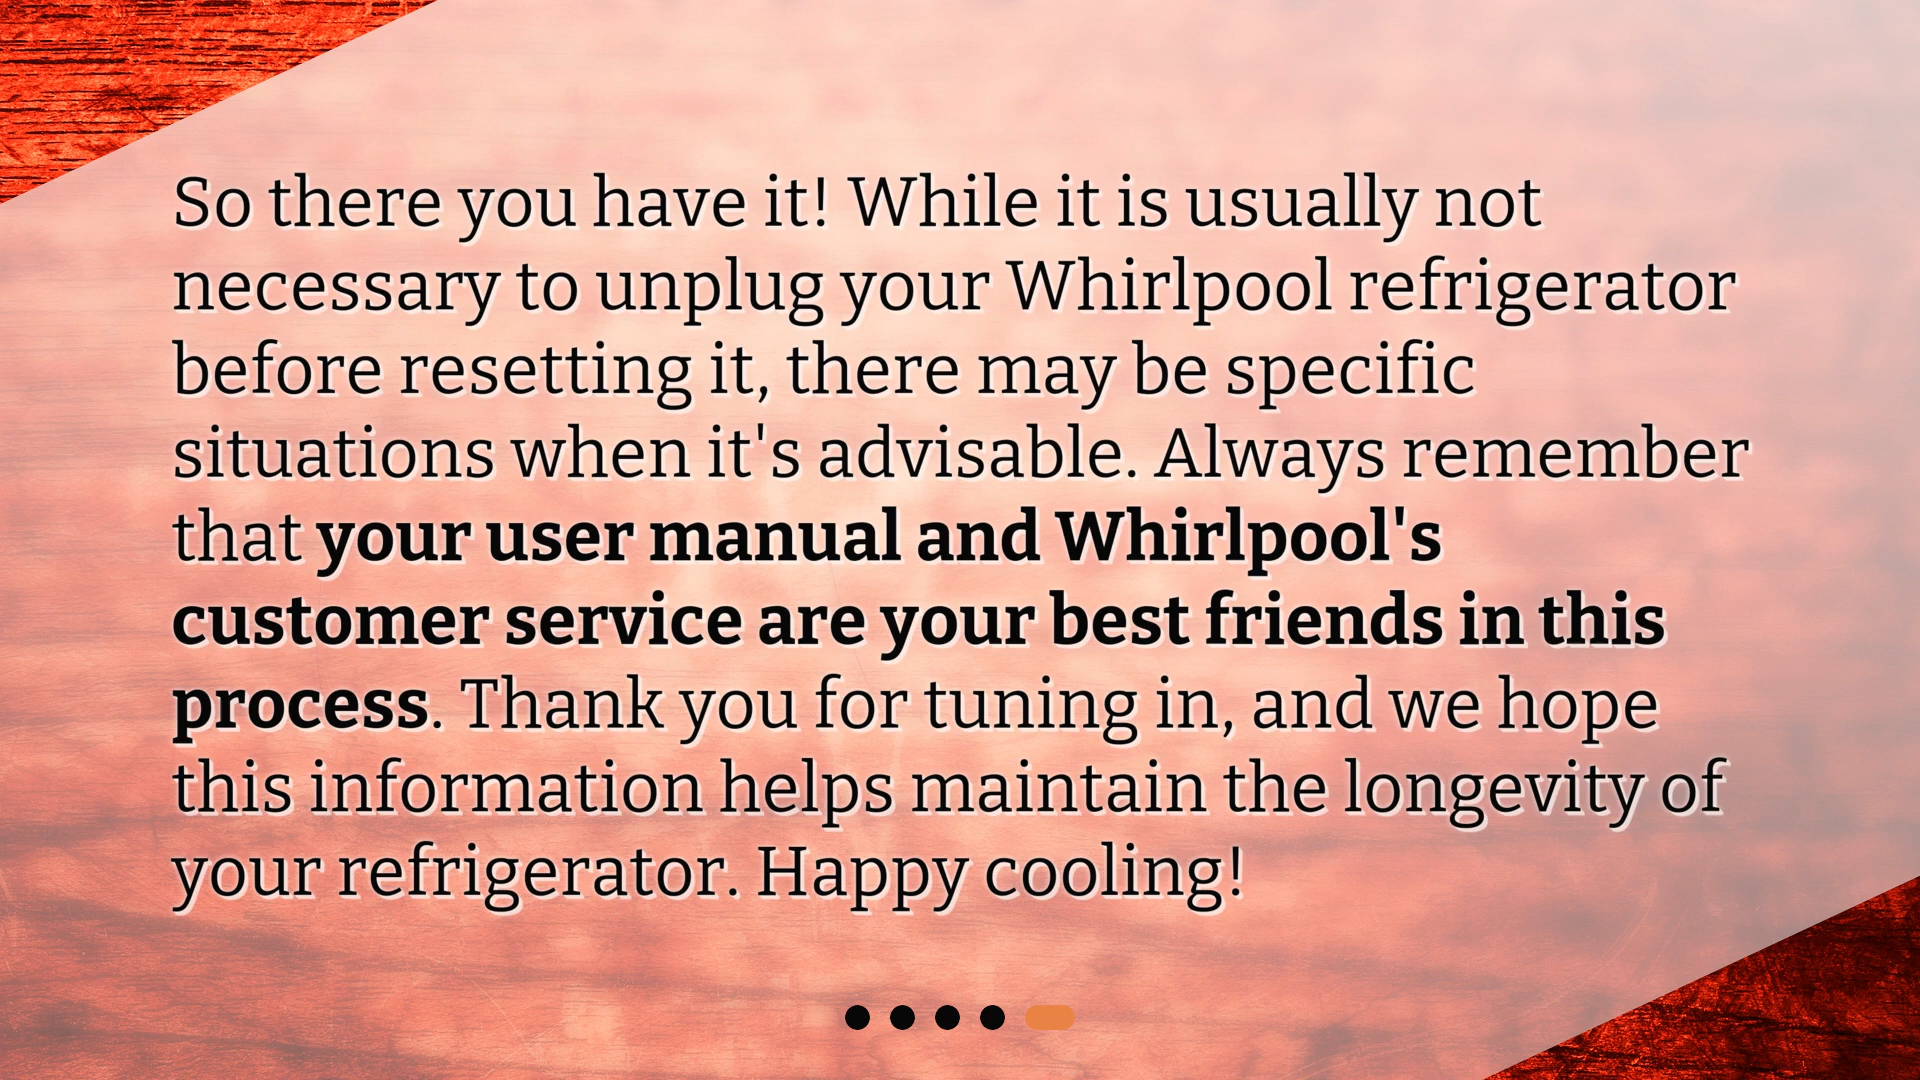 So there you have it! While it is usually not
necessary to unplug your Whirlpool refrigerator
before resetting it, there may be specific
situations when it's advisable. Always remember
that your user manual and Whirlpool's
customer service are your best friends in this
process. Thank you for tuning in, and we hope
this information helps maintain the longevity of
your refrigerator. Happy cooling!